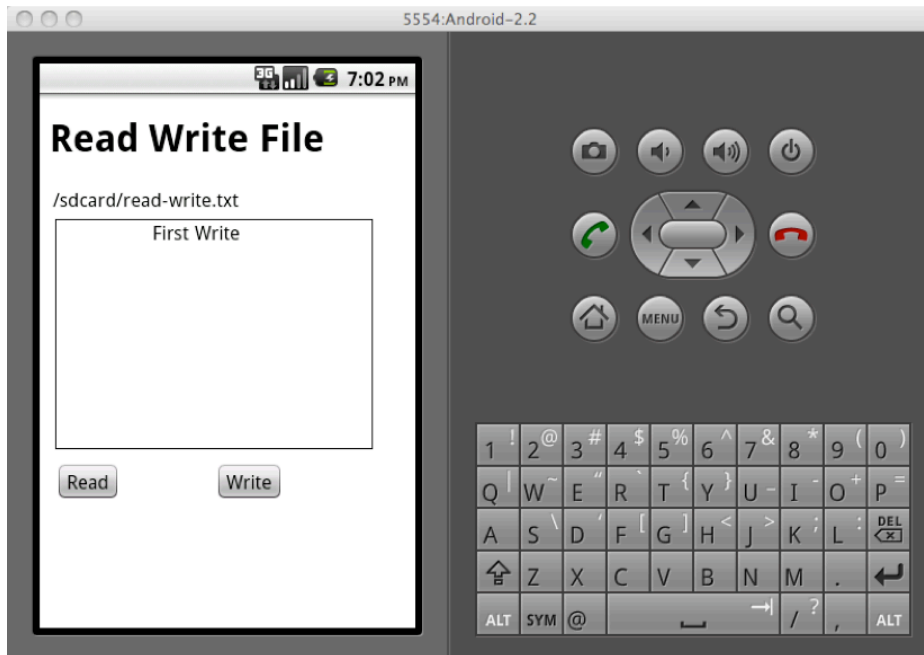 5554:Android-2.2
3G 7:02 PM
Read Write File
/sdcard/read-write.txt
First Write
Read Write
MENU
1 ! 2 @ 3 # 4 $ 5 % 6 ^ 7 & 8 * 9 ( 0 )
Q | W ~ E " R ` T { Y } U _ I - O + P =
A S \ D ' F [ G ] H < J > K ; L : DEL
Z X C V B N M .
ALT SYM @ / ? , ALT